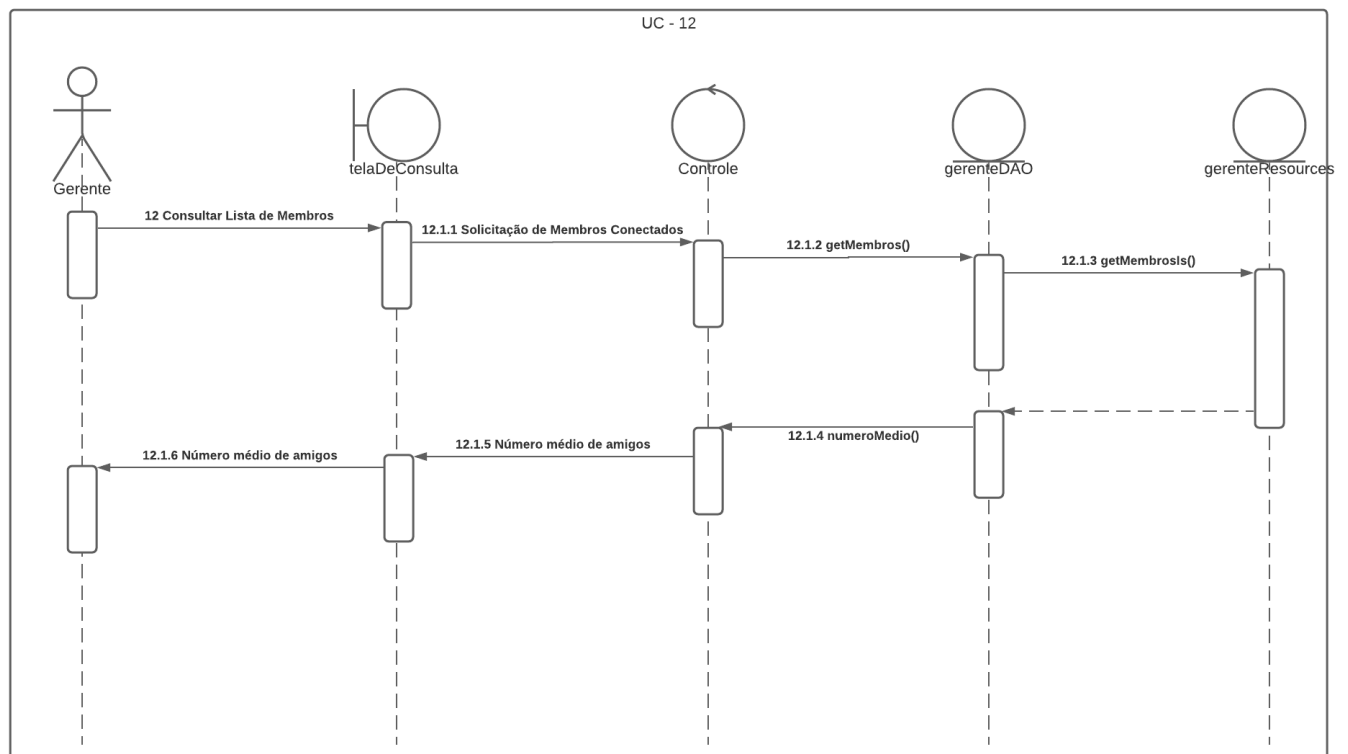 UC - 12
Gerente
telaDeConsulta
Controle
gerenteDAO
gerenteResources
12 Consultar Lista de Membros
12.1.1 Solicitação de Membros Conectados
12.1.2 getMembros()
12.1.3 getMembrosls()
12.1.4 numeroMedio()
12.1.5 Número médio de amigos
12.1.6 Número médio de amigos